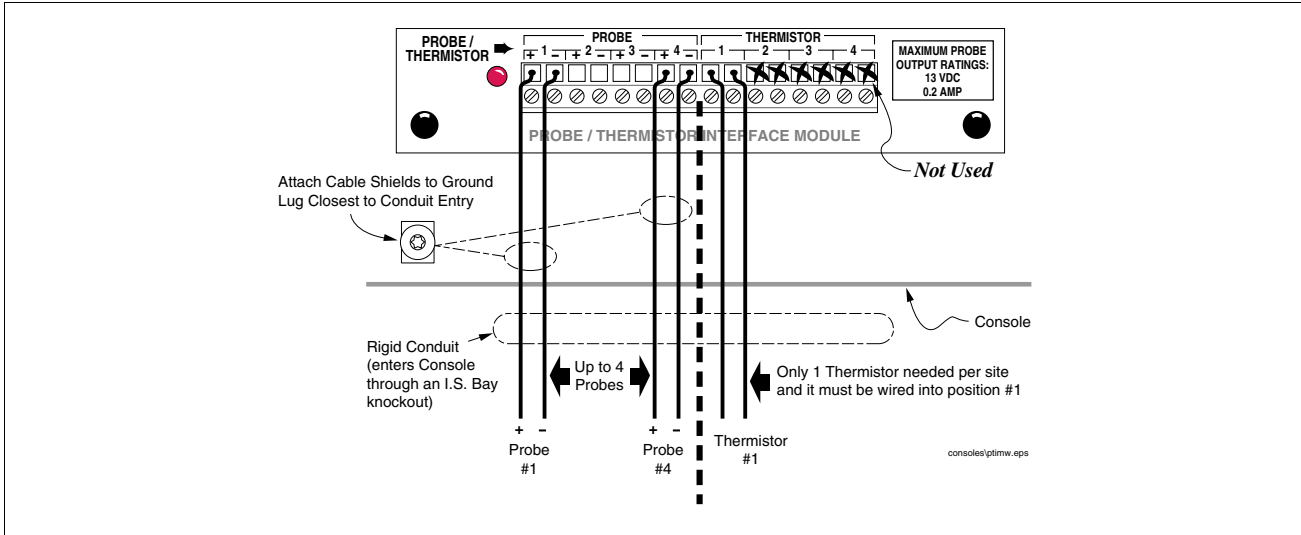 PROBE / THERMISTOR
PROBE
THERMISTOR
1 2 3 4 1 2 3 4
+ – + – + – + –
MAXIMUM PROBE
OUTPUT RATINGS:
13 VDC
0.2 AMP
PROBE / THERMISTOR INTERFACE MODULE
Not Used
Attach Cable Shields to Ground
Lug Closest to Conduit Entry
Console
Rigid Conduit
(enters Console
through an I.S. Bay
knockout)
Up to 4
Probes
Only 1 Thermistor needed per site
and it must be wired into position #1
+ –
Probe
#1
+ –
Probe
#4
Thermistor
#1
consoles\ptimw.eps